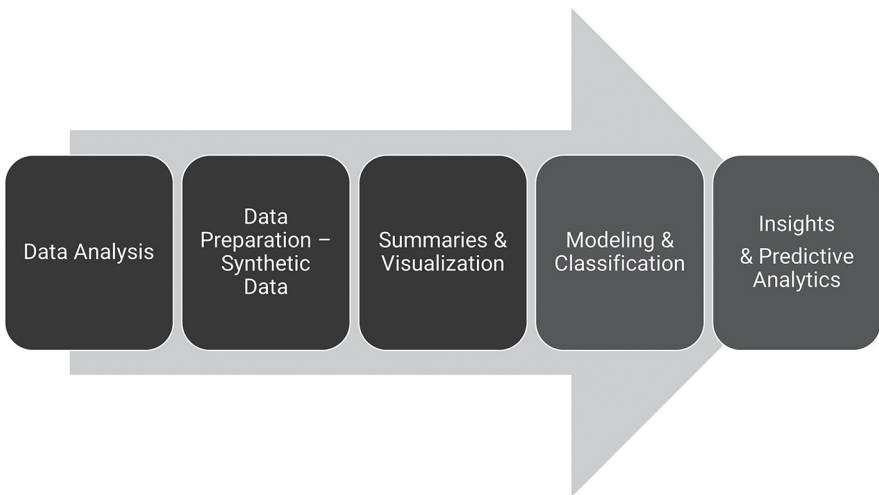 Data Analysis
Data
Preparation –
Synthetic
Data
Summaries &
Visualization
Modeling &
Classification
Insights
& Predictive
Analytics